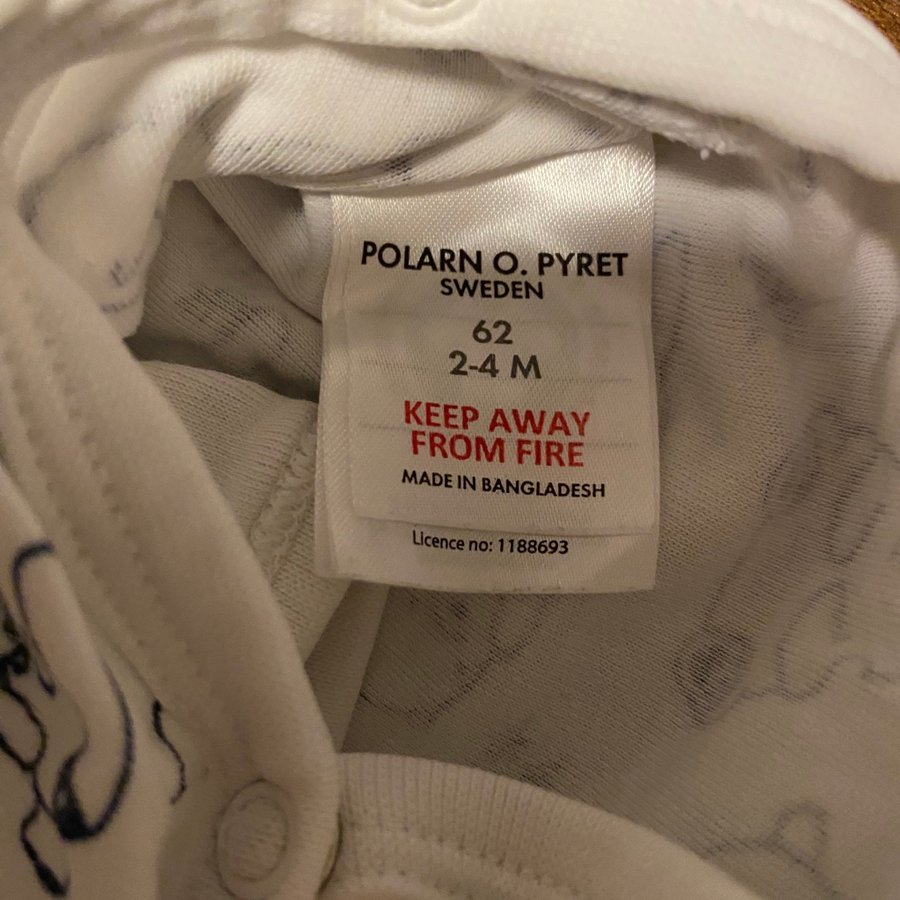 POLARN O. PYRET
SWEDEN
62
2-4 M
KEEP AWAY
FROM FIRE
MADE IN BANGLADESH
Licence no: 1188693